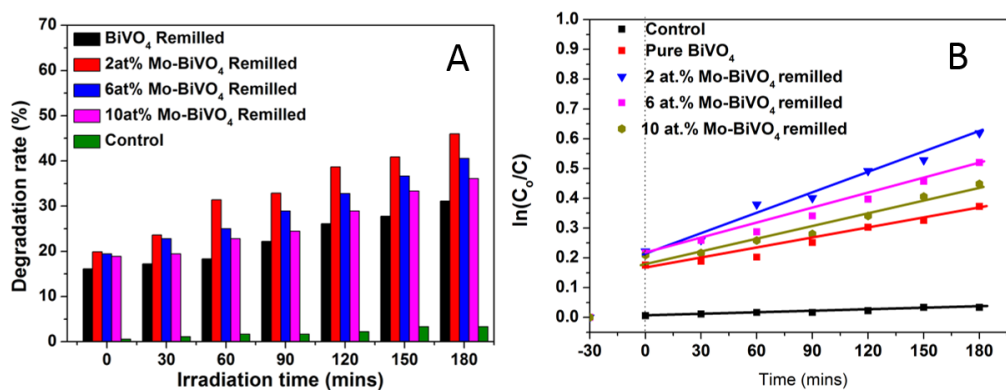 A
BiVO₄ Remilled
2at% Mo-BiVO₄ Remilled
6at% Mo-BiVO₄ Remilled
10at% Mo-BiVO₄ Remilled
Control
Degradation rate (%)
80
70
60
50
40
30
20
10
0
0 30 60 90 120 150 180
Irradiation time (mins)
B
Control
Pure BiVO₄
2 at.% Mo-BiVO₄ remilled
6 at.% Mo-BiVO₄ remilled
10 at.% Mo-BiVO₄ remilled
ln(C₀/C)
1.0
0.9
0.8
0.7
0.6
0.5
0.4
0.3
0.2
0.1
0.0
-30 0 30 60 90 120 150 180
Time (mins)